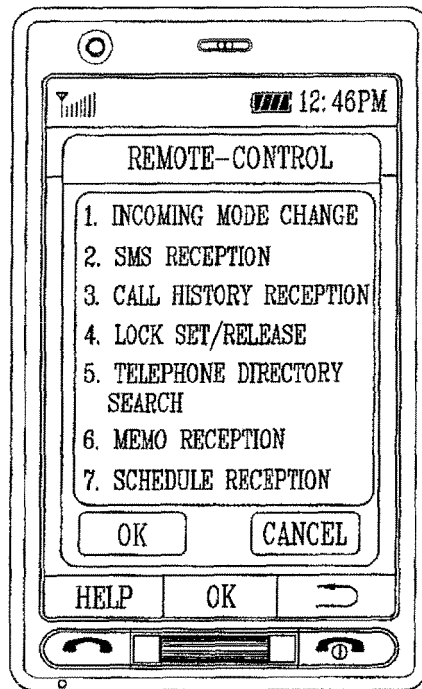 12:46PM
REMOTE-CONTROL
1. INCOMING MODE CHANGE
2. SMS RECEPTION
3. CALL HISTORY RECEPTION
4. LOCK SET/RELEASE
5. TELEPHONE DIRECTORY
SEARCH
6. MEMO RECEPTION
7. SCHEDULE RECEPTION
OK CANCEL
HELP OK